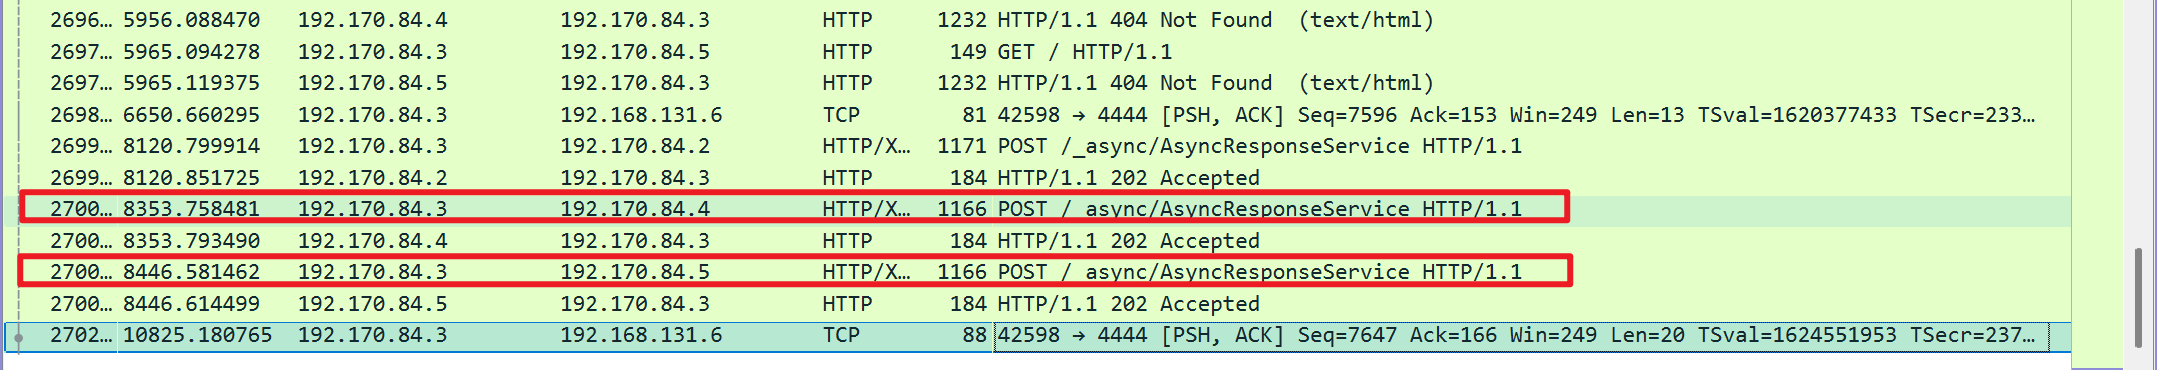 2696… 5956.088470 192.170.84.4 192.170.84.3 HTTP 1232 HTTP/1.1 404 Not Found (text/html)
2697… 5965.094278 192.170.84.3 192.170.84.5 HTTP 149 GET / HTTP/1.1
2697… 5965.119375 192.170.84.5 192.170.84.3 HTTP 1232 HTTP/1.1 404 Not Found (text/html)
2698… 6650.660295 192.170.84.3 192.168.131.6 TCP 81 42598 → 4444 [PSH, ACK] Seq=7596 Ack=153 Win=249 Len=13 TSval=1620377433 TSecr=233…
2699… 8120.799914 192.170.84.3 192.170.84.2 HTTP/X… 1171 POST /_async/AsyncResponseService HTTP/1.1
2699… 8120.851725 192.170.84.2 192.170.84.3 HTTP 184 HTTP/1.1 202 Accepted
2700… 8353.758481 192.170.84.3 192.170.84.4 HTTP/X… 1166 POST /_async/AsyncResponseService HTTP/1.1
2700… 8353.793490 192.170.84.4 192.170.84.3 HTTP 184 HTTP/1.1 202 Accepted
2700… 8446.581462 192.170.84.3 192.170.84.5 HTTP/X… 1166 POST /_async/AsyncResponseService HTTP/1.1
2700… 8446.614499 192.170.84.5 192.170.84.3 HTTP 184 HTTP/1.1 202 Accepted
2702… 10825.180765 192.170.84.3 192.168.131.6 TCP 88 42598 → 4444 [PSH, ACK] Seq=7647 Ack=166 Win=249 Len=20 TSval=1624551953 TSecr=237…